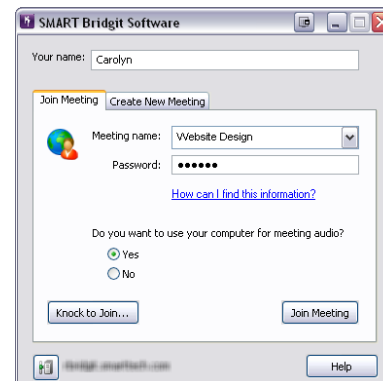 SMART Bridgit Software
Your name: Carolyn
Join Meeting Create New Meeting
Meeting name: Website Design
Password: ••••••
How can I find this information?
Do you want to use your computer for meeting audio?
Yes
No
Knock to Join... Join Meeting
Help